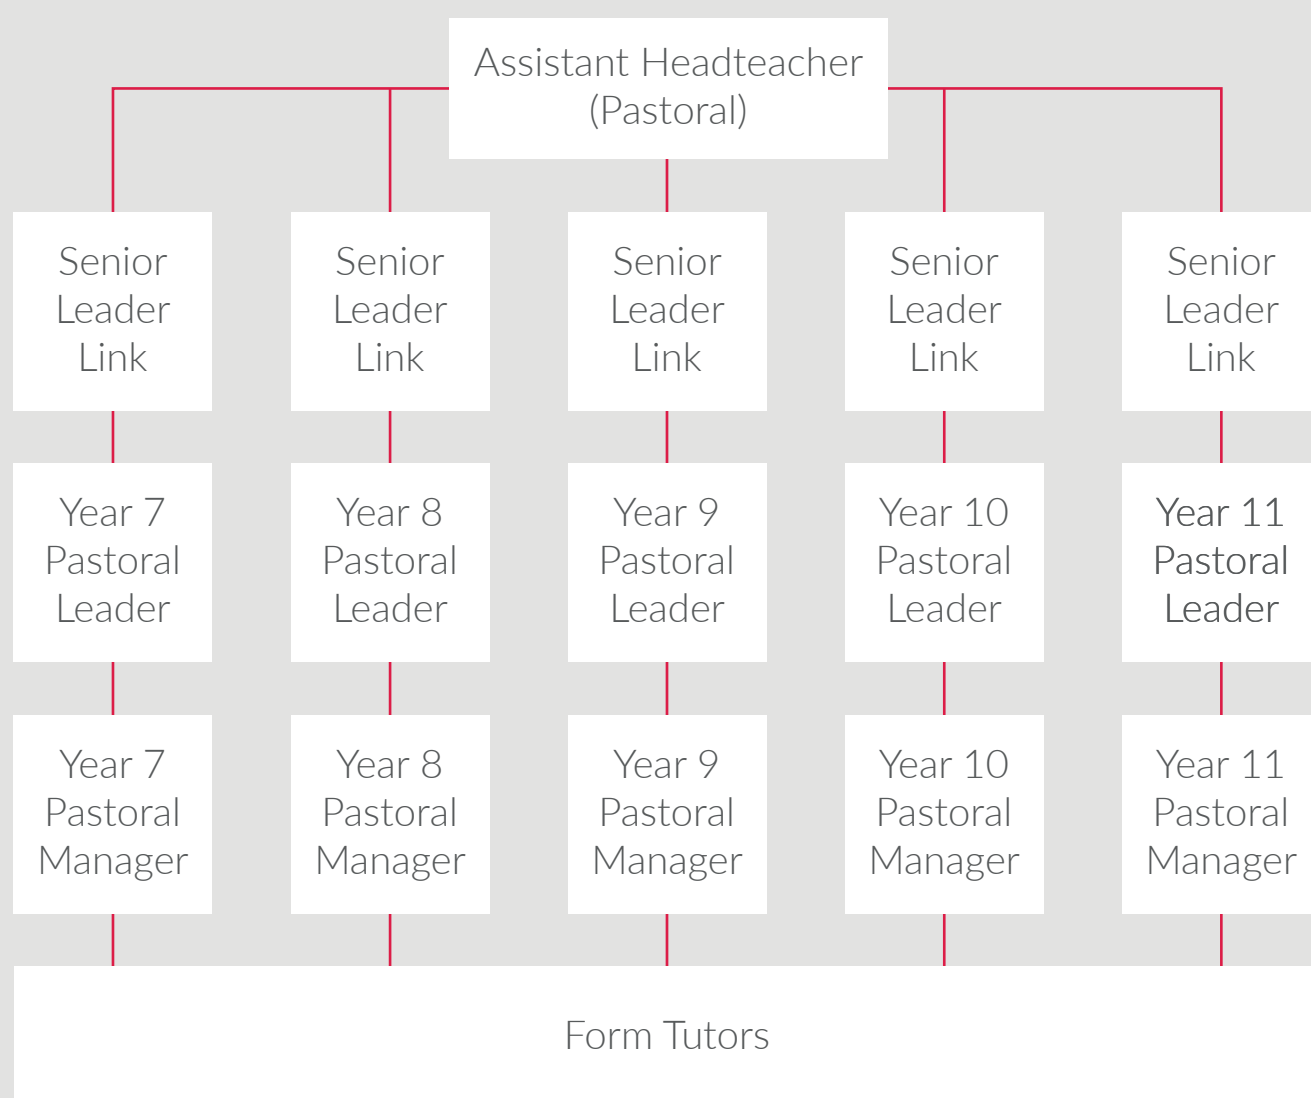 Assistant Headteacher
(Pastoral)
Senior
Leader
Link
Senior
Leader
Link
Senior
Leader
Link
Senior
Leader
Link
Senior
Leader
Link
Year 7
Pastoral
Leader
Year 8
Pastoral
Leader
Year 9
Pastoral
Leader
Year 10
Pastoral
Leader
Year 11
Pastoral
Leader
Year 7
Pastoral
Manager
Year 8
Pastoral
Manager
Year 9
Pastoral
Manager
Year 10
Pastoral
Manager
Year 11
Pastoral
Manager
Form Tutors